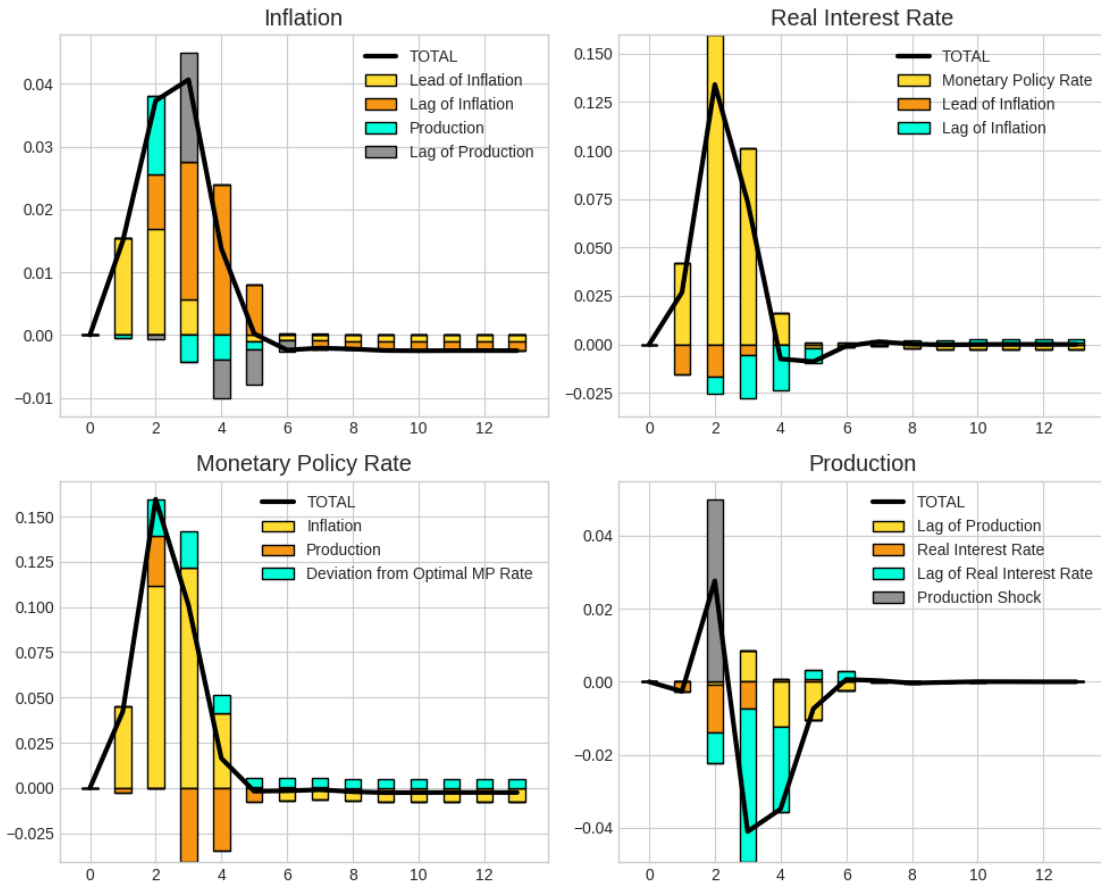 Inflation
TOTAL
Lead of Inflation
Lag of Inflation
Production
Lag of Production
0.04
0.03
0.02
0.01
0.00
−0.01
0 2 4 6 8 10 12
Real Interest Rate
TOTAL
Monetary Policy Rate
Lead of Inflation
Lag of Inflation
0.150
0.125
0.100
0.075
0.050
0.025
0.000
−0.025
0 2 4 6 8 10 12
Monetary Policy Rate
TOTAL
Inflation
Production
Deviation from Optimal MP Rate
0.150
0.125
0.100
0.075
0.050
0.025
0.000
−0.025
0 2 4 6 8 10 12
Production
TOTAL
Lag of Production
Real Interest Rate
Lag of Real Interest Rate
Production Shock
0.04
0.02
0.00
−0.02
−0.04
0 2 4 6 8 10 12